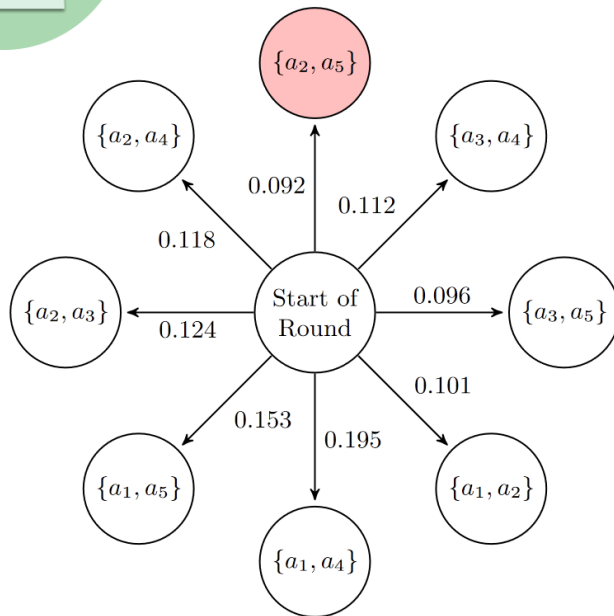 {a₂, a₅}
{a₂, a₄}
{a₃, a₄}
0.092
0.112
0.118
{a₂, a₃}
Start of
Round
0.096
{a₃, a₅}
0.124
0.101
0.153
0.195
{a₁, a₅}
{a₁, a₂}
{a₁, a₄}